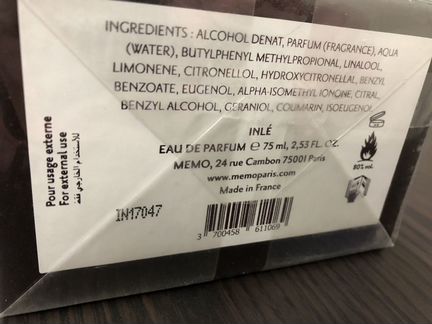 INGREDIENTS : ALCOHOL DENAT, PARFUM (FRAGRANCE), AQUA
(WATER), BUTYLPHENYL METHYLPROPIONAL, LINALOOL,
LIMONENE, CITRONELLOL, HYDROXYCITRONELLAL, BENZYL
BENZOATE, EUGENOL, ALPHA-ISOMETHYL IONONE, CITRAL,
BENZYL ALCOHOL, GERANIOL, COUMARIN, ISOEUGENOL.
INLÉ
EAU DE PARFUM ℮ 75 ml, 2,53 FL. OZ.
MEMO, 24 rue Cambon 75001 Paris
www.memoparis.com
Made in France
80% vol.
Pour usage externe
For external use
للاستخدام الخارجي فقط
IN17047
3 700458 611069